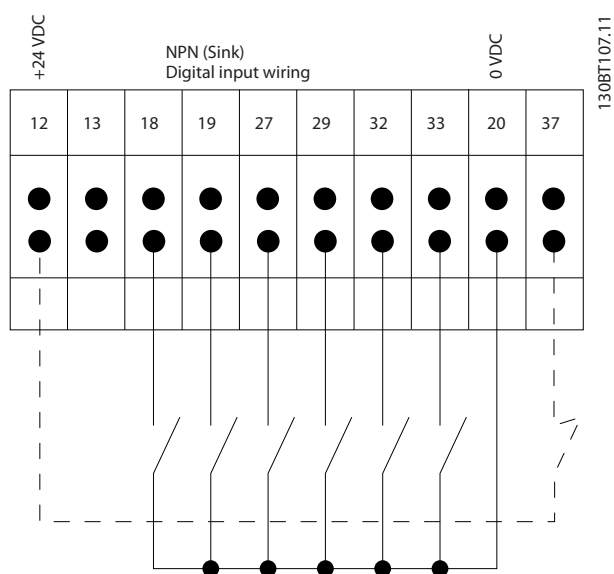 +24 VDC
NPN (Sink)
Digital input wiring
0 VDC
130BT107.11
12 13 18 19 27 29 32 33 20 37